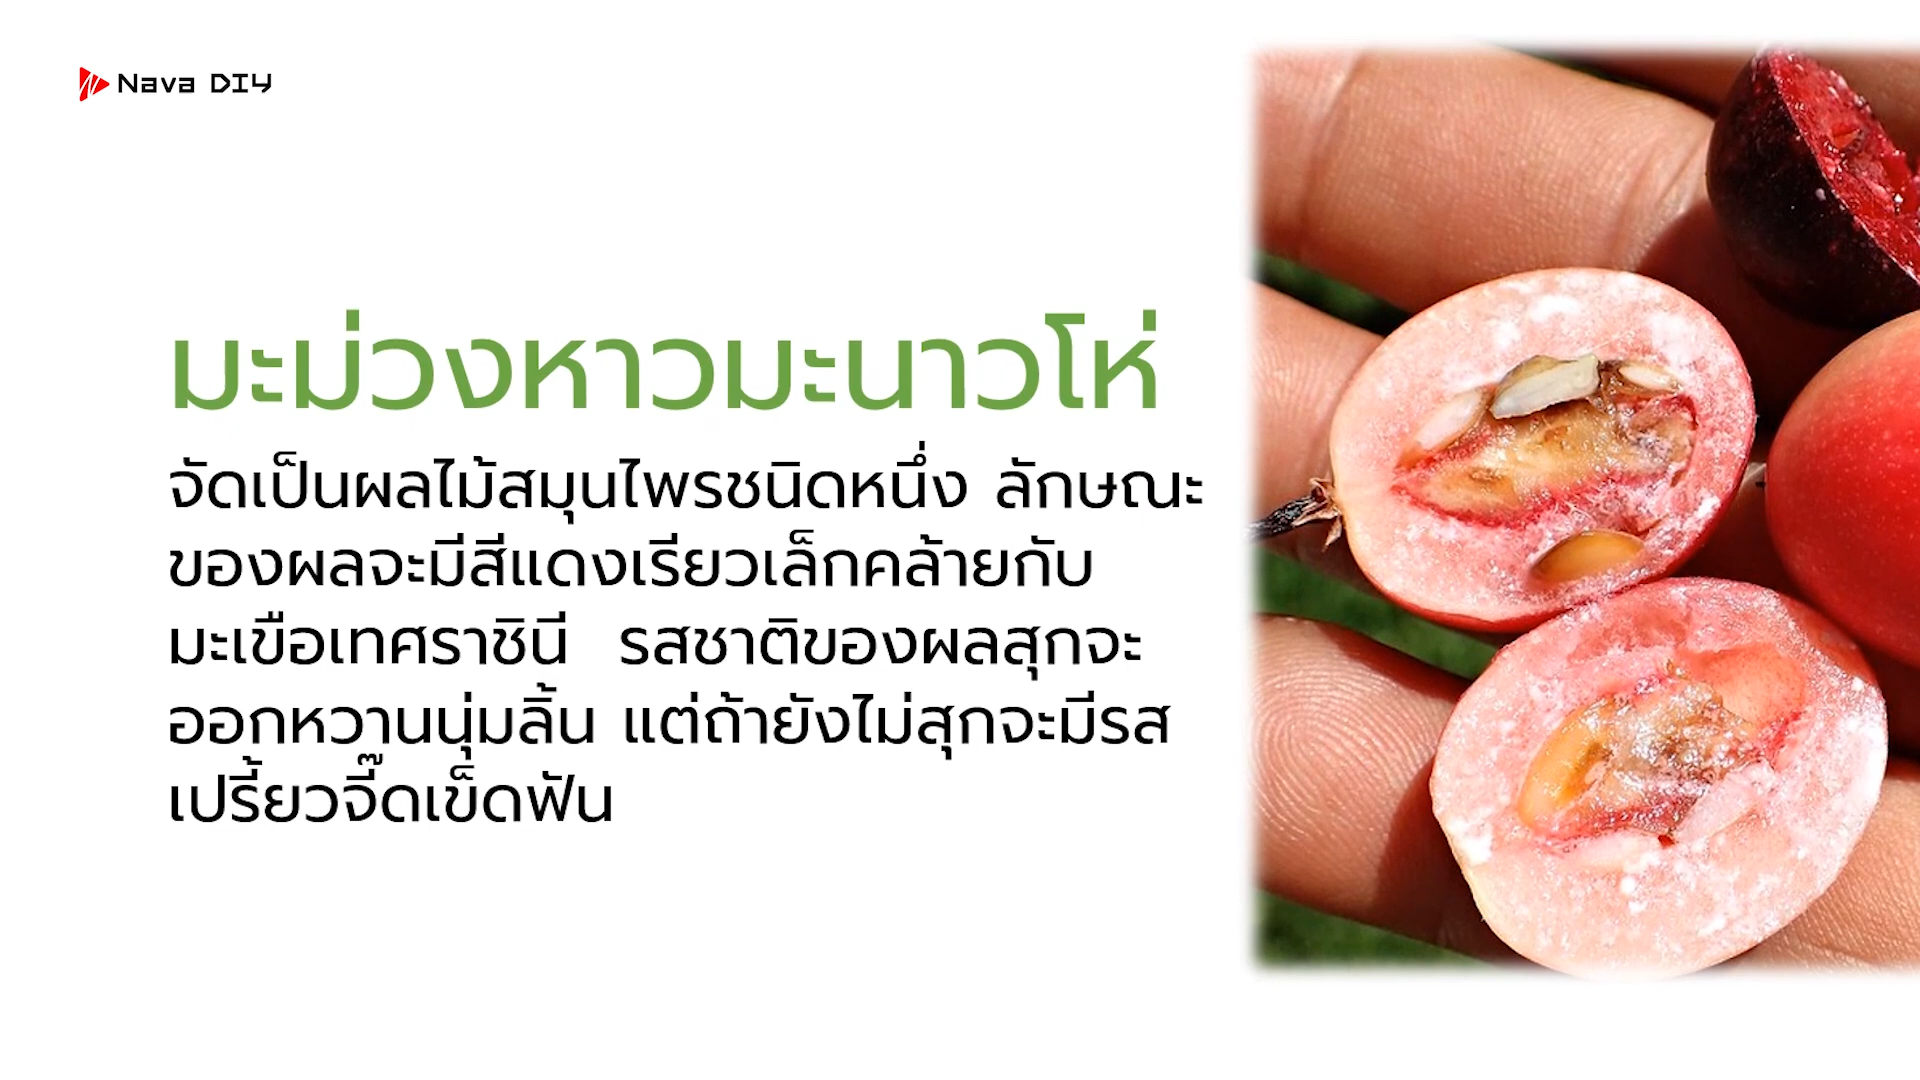 Nava DIY
มะม่วงหาวมะนาวโห่
จัดเป็นผลไม้สมุนไพรชนิดหนึ่ง ลักษณะ
ของผลจะมีสีแดงเรียวเล็กคล้ายกับ
มะเขือเทศราชินี  รสชาติของผลสุกจะ
ออกหวานนุ่มลิ้น แต่ถ้ายังไม่สุกจะมีรส
เปรี้ยวจี๊ดเข็ดฟัน